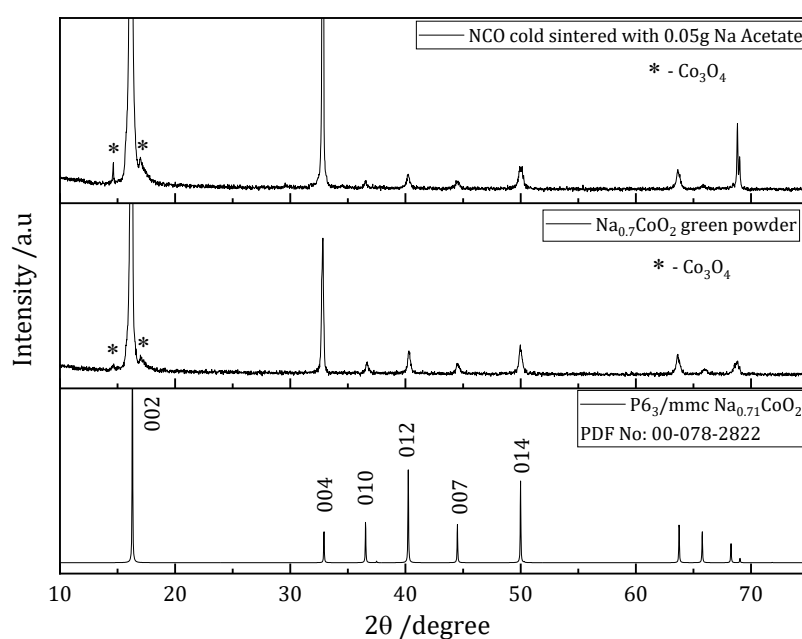 NCO cold sintered with 0.05g Na Acetate
* - Co₃O₄
*
*
Na₀.₇CoO₂ green powder
* - Co₃O₄
*
*
P6₃/mmc Na₀.₇₁CoO₂
PDF No: 00-078-2822
002
004
010
012
007
014
10 20 30 40 50 60 70
2θ /degree
Intensity /a.u